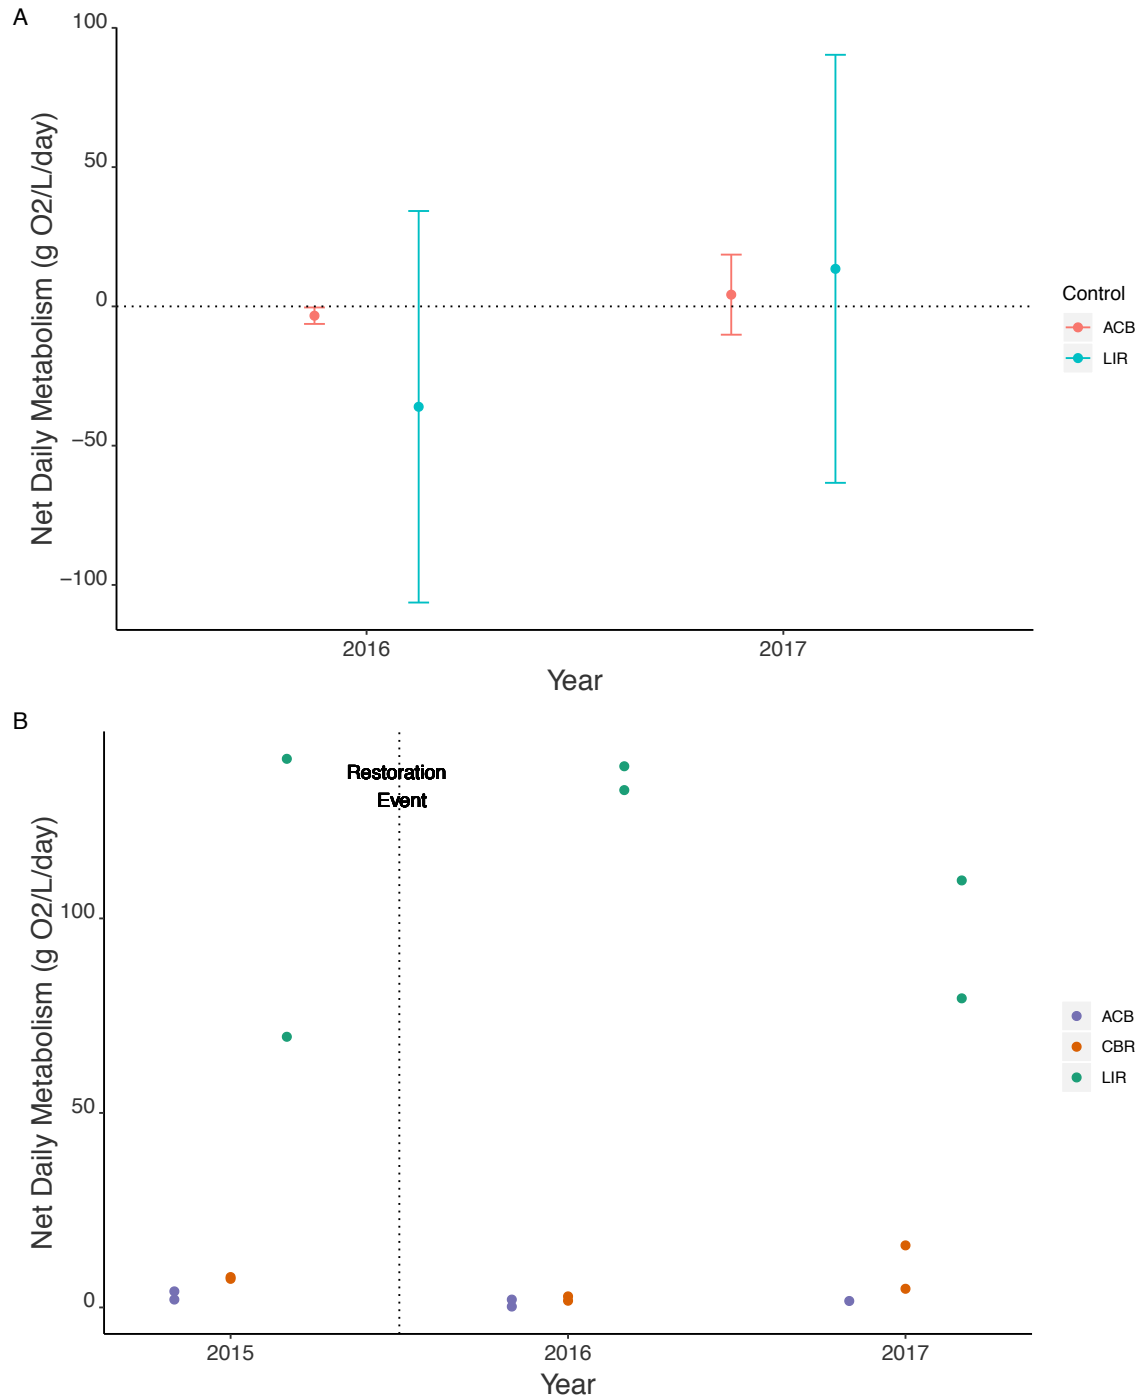 A
100
50
0
−50
−100
Net Daily Metabolism (g O2/L/day)
2016
2017
Year
Control
ACB
LIR
B
Restoration
Event
100
50
0
Net Daily Metabolism (g O2/L/day)
2015
2016
2017
Year
ACB
CBR
LIR